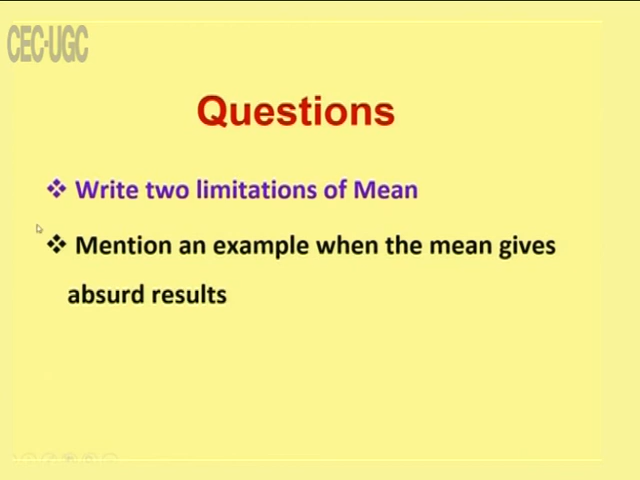 CEC-UGC
Questions
❖ Write two limitations of Mean
❖ Mention an example when the mean gives
absurd results